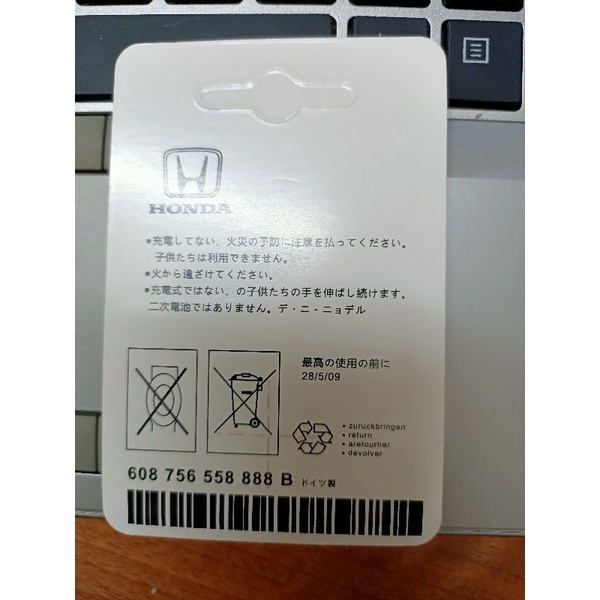 HONDA
•充電してない、火災の予防に注意を払ってください。
子供たちは利用できません。
•火から遠ざけてください。
•充電式ではない、の子供たちの手を伸ばし続けます。
二次電池ではありません。デ・ニ-ニョデル
最高の使用の前に
28/5/09
• zuruckbringen
• return
• aretourner
• devolver
608 756 558 888 B ドイツ製